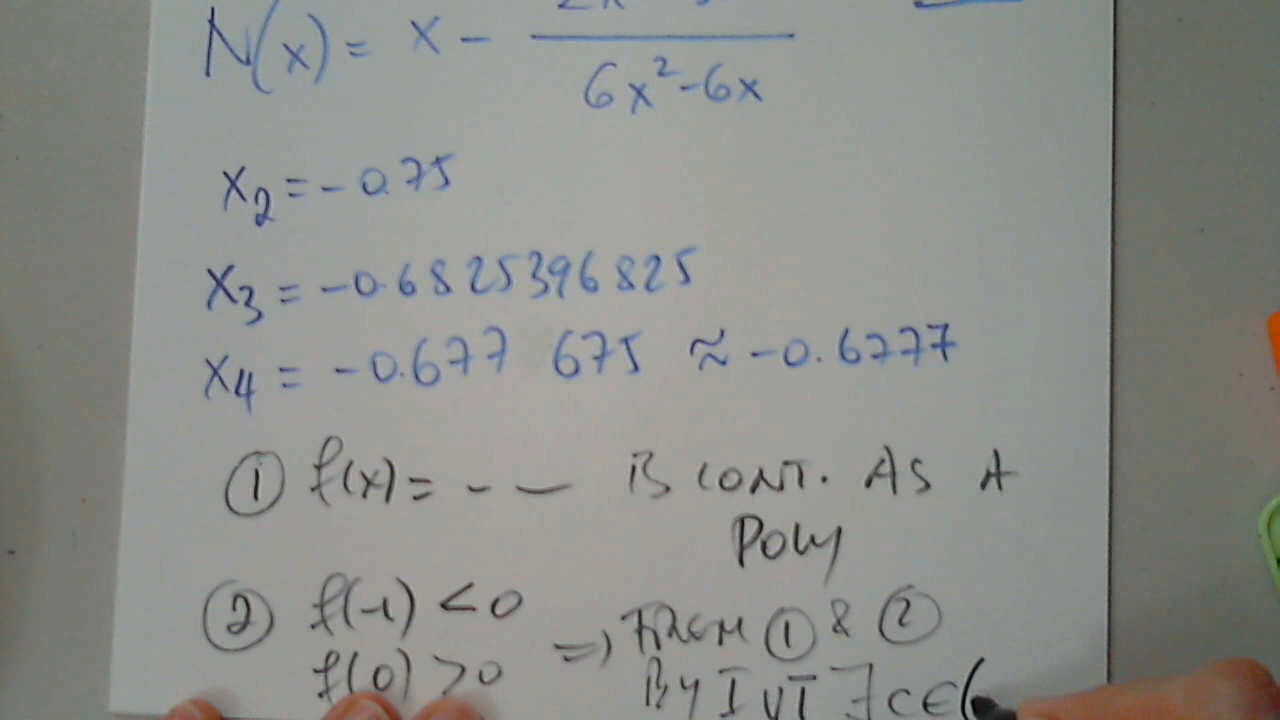 N(x) = x -
6x²-6x
x₂ = -0.75
x₃ = -0.6825396825
x₄ = -0.677 675 ≈ -0.6777
① f(x) = - — IS CONT. AS A
POLY
② f(-1) < 0
f(0) > 0
=> FROM ① & ②
BY IVT ∃ c ∈ (